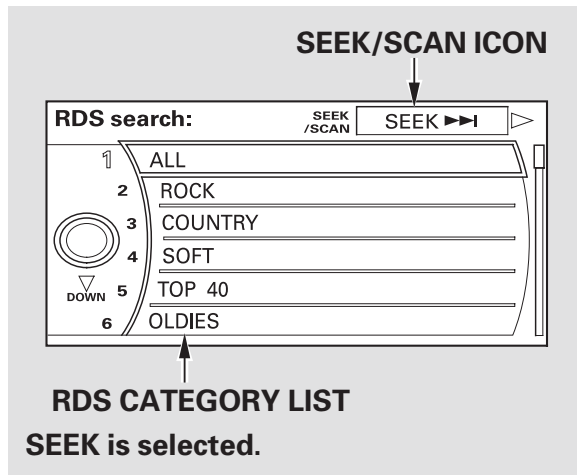 SEEK/SCAN ICON
RDS search:
SEEK
/SCAN
SEEK
1 ALL
2 ROCK
3 COUNTRY
4 SOFT
DOWN
5 TOP 40
6 OLDIES
RDS CATEGORY LIST
SEEK is selected.